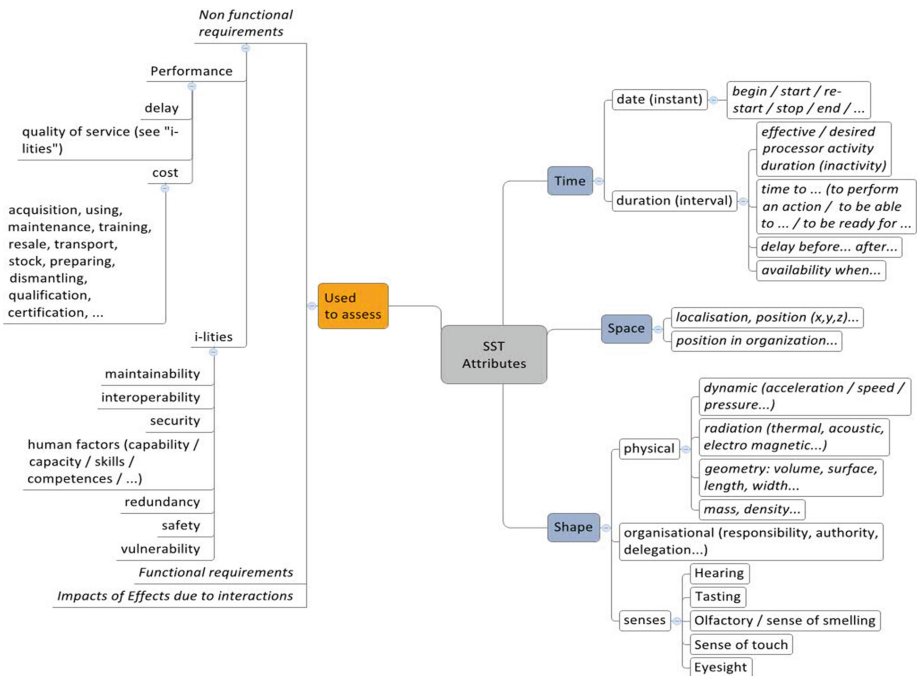 Non functional
requirements
Performance
delay
quality of service (see "i-
lities")
cost
acquisition, using,
maintenance, training,
resale, transport,
stock, preparing,
dismantling,
qualification,
certification, ...
i-lities
maintainability
interoperability
security
human factors (capability /
capacity / skills /
competences / ...)
redundancy
safety
vulnerability
Functional requirements
Impacts of Effects due to interactions
Used
to assess
SST
Attributes
Time
date (instant)
begin / start / re-
start / stop / end / ...
duration (interval)
effective / desired
processor activity
duration (inactivity)
time to ... (to perform
an action / to be able
to ... / to be ready for ...
delay before... after...
availability when...
Space
localisation, position (x,y,z)...
position in organization...
Shape
physical
dynamic (acceleration / speed /
pressure...)
radiation (thermal, acoustic,
electro magnetic...)
geometry: volume, surface,
length, width...
mass, density...
organisational (responsibility, authority,
delegation...)
senses
Hearing
Tasting
Olfactory / sense of smelling
Sense of touch
Eyesight